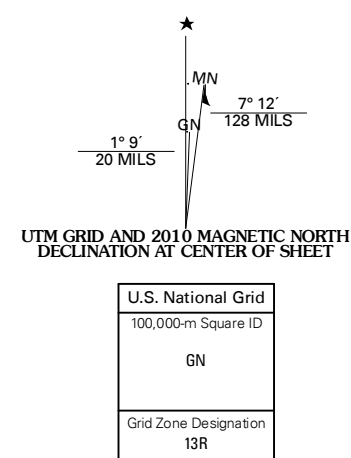 MN
7° 12´
128 MILS
GN
1° 9´
20 MILS
UTM GRID AND 2010 MAGNETIC NORTH
DECLINATION AT CENTER OF SHEET
U.S. National Grid
100,000-m Square ID
GN
Grid Zone Designation
13R